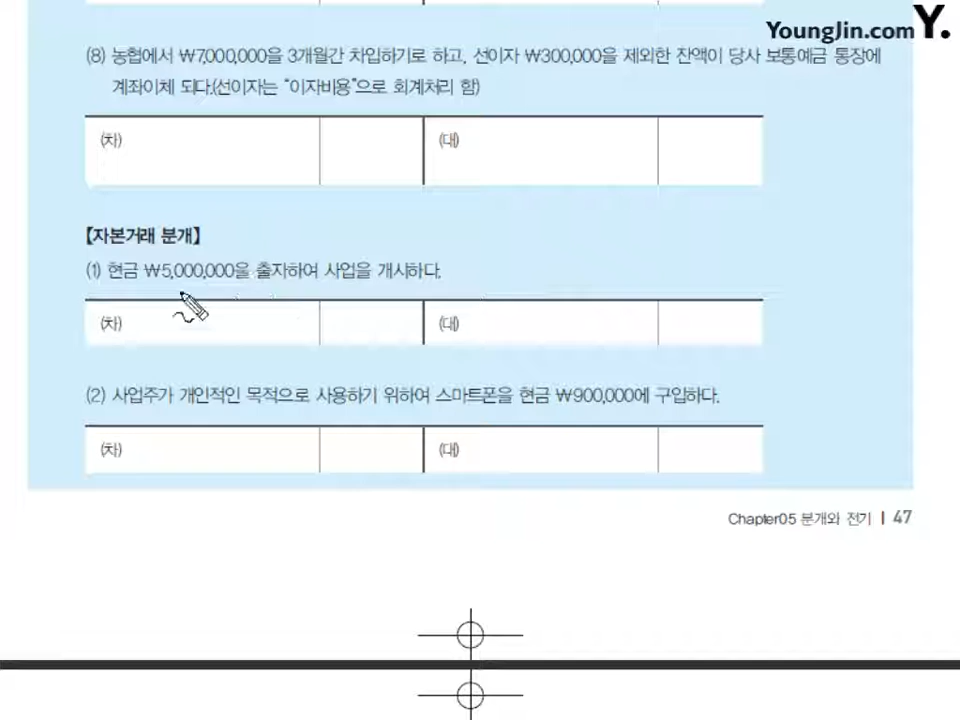 YoungJin.com Y.
(8) 농협에서 ₩7,000,000을 3개월간 차입하기로 하고, 선이자 ₩300,000을 제외한 잔액이 당사 보통예금 통장에
계좌이체 되다.(선이자는 “이자비용”으로 회계처리 함)
(차) (대)
【자본거래 분개】
(1) 현금 ₩5,000,000을 출자하여 사업을 개시하다.
(차) (대)
(2) 사업주가 개인적인 목적으로 사용하기 위하여 스마트폰을 현금 ₩900,000에 구입하다.
(차) (대)
Chapter05 분개와 전기 | 47